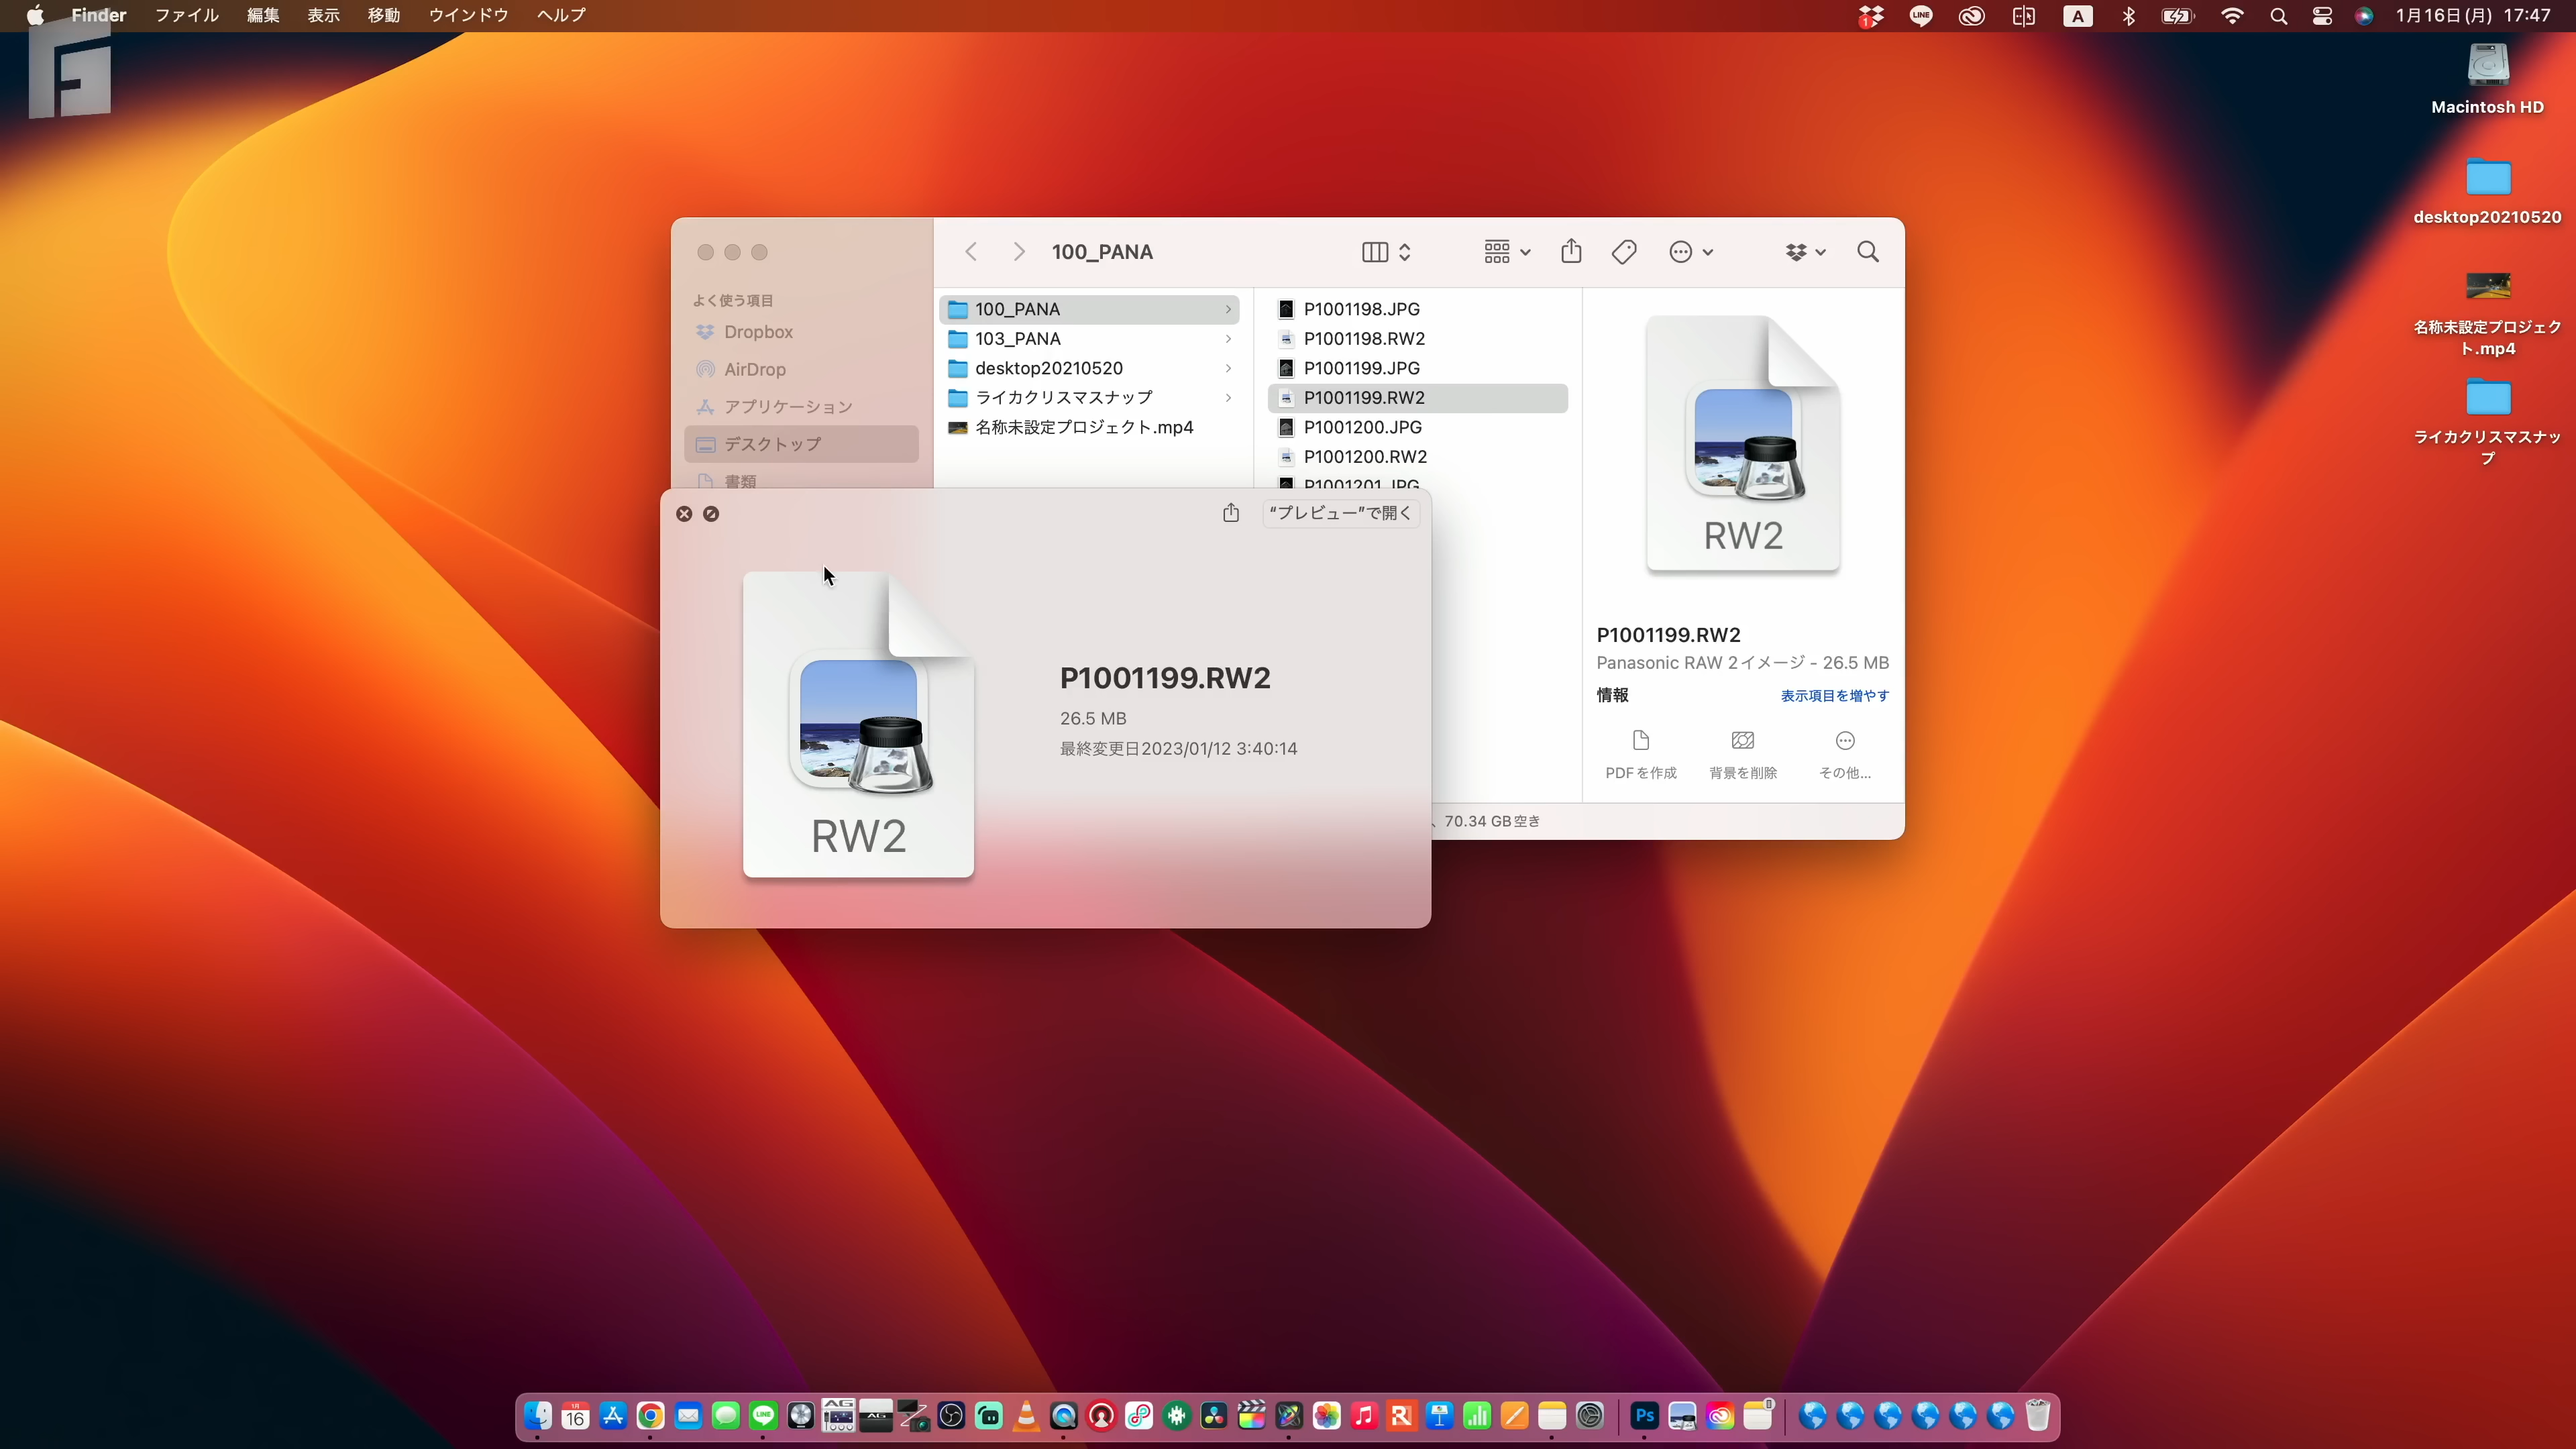 Finder ファイル 編集 表示 移動 ウインドウ ヘルプ
1 LINE A 1月16日(月) 17:47
Macintosh HD
desktop20210520
名称未設定プロジェク
ト.mp4
ライカクリスマスナッ
プ
100_PANA
よく使う項目
Dropbox
AirDrop
アプリケーション
デスクトップ
書類
100_PANA
103_PANA
desktop20210520
ライカクリスマスナップ
名称未設定プロジェクト.mp4
P1001198.JPG
P1001198.RW2
P1001199.JPG
P1001199.RW2
P1001200.JPG
P1001200.RW2
P1001201.JPG
RW2
P1001199.RW2
Panasonic RAW 2イメージ - 26.5 MB
情報 表示項目を増やす
PDFを作成 背景を削除 その他...
、70.34 GB空き
“プレビュー”で開く
RW2
P1001199.RW2
26.5 MB
最終変更日2023/01/12 3:40:14
16 LINE AG AG Ps